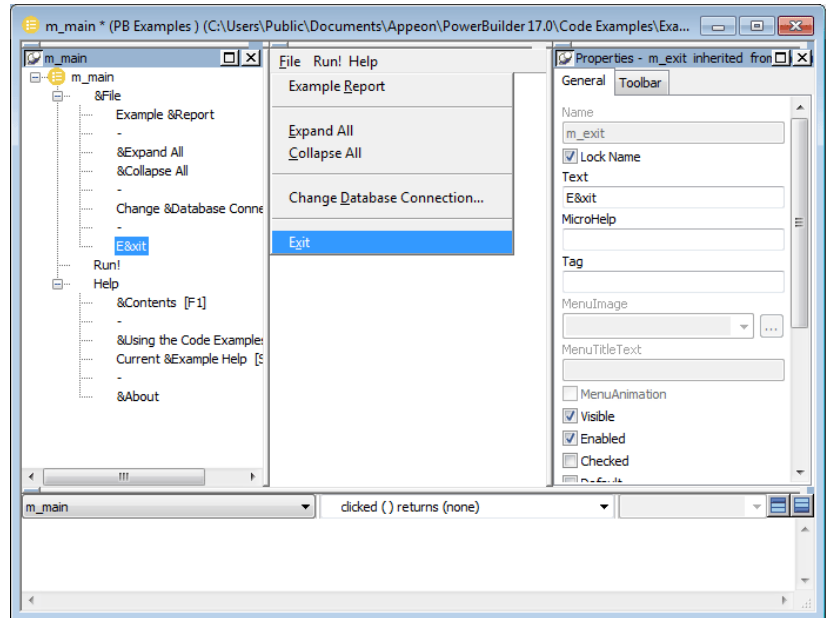 m_main * (PB Examples ) (C:\Users\Public\Documents\Appeon\PowerBuilder 17.0\Code Examples\Exa...
m_main
m_main
&File
Example &Report
-
&Expand All
&Collapse All
-
Change &Database Conne
-
E&xit
Run!
Help
&Contents [F1]
-
&Using the Code Examples
Current &Example Help [S
-
&About
File Run! Help
Example Report
Expand All
Collapse All
Change Database Connection...
Exit
Properties - m_exit inherited from
General Toolbar
Name
m_exit
Lock Name
Text
E&xit
MicroHelp
Tag
MenuImage
...
MenuTitleText
MenuAnimation
Visible
Enabled
Checked
Default
m_main
clicked ( ) returns (none)